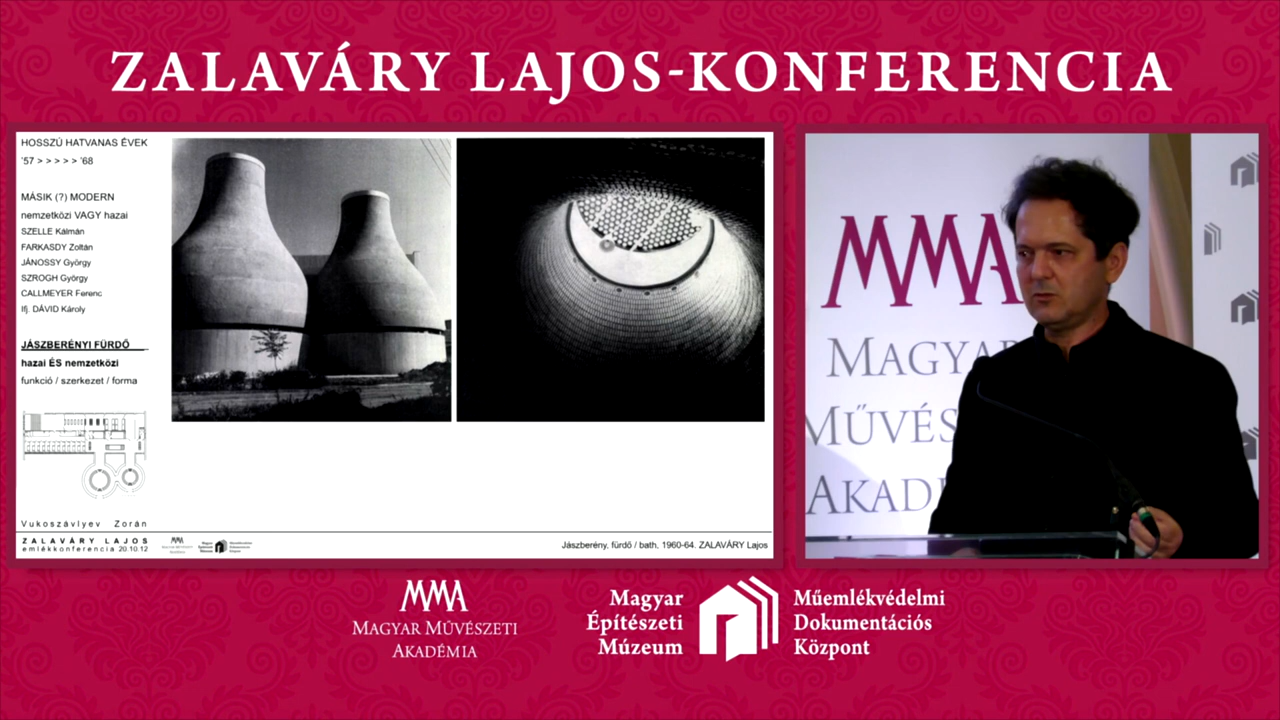 ZALAVÁRY LAJOS-KONFERENCIA
HOSSZÚ HATVANAS ÉVEK
'57 > > > > > '68
MÁSIK (?) MODERN
nemzetközi VAGY hazai
SZELLE Kálmán
FARKASDY Zoltán
JÁNOSSY György
SZROGH György
CALLMEYER Ferenc
Ifj. DÁVID Károly
JÁSZBERÉNYI FÜRDŐ
hazai ÉS nemzetközi
funkció / szerkezet / forma
Vukoszávlyev Zorán
ZALAVÁRY LAJOS
emlékkonferencia 20.10.12
Jászberény, fürdő / bath, 1960-64. ZALAVÁRY Lajos
MMA
MAGYAR
MŰVÉS
AKAD
MMA
MAGYAR MŰVÉSZETI
AKADÉMIA
Magyar
Építészeti
Múzeum
Műemlékvédelmi
Dokumentációs
Központ